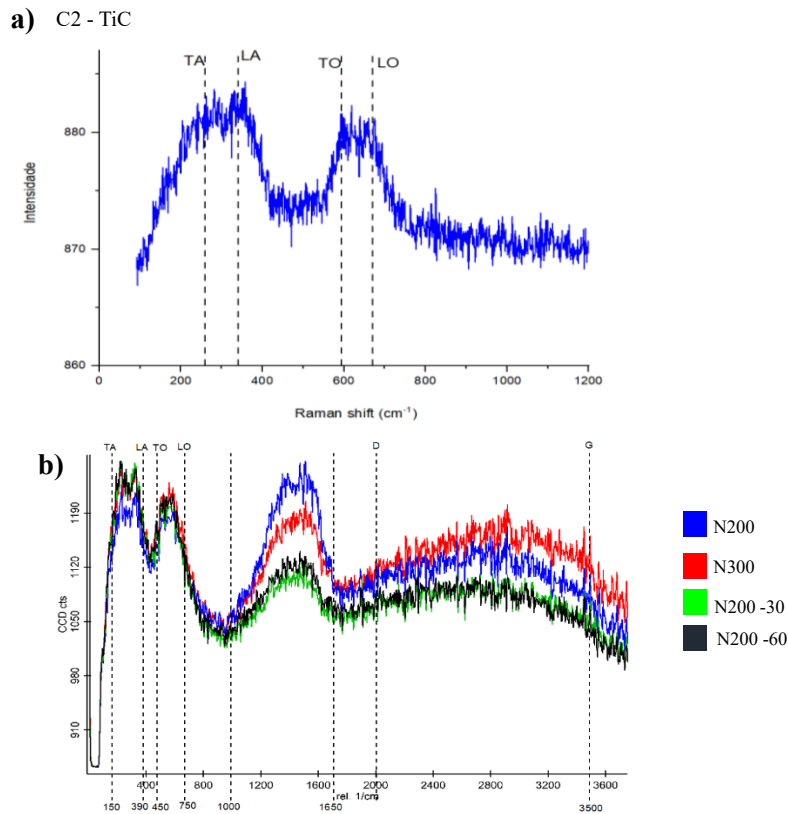 a) C2 - TiC
TA LA TO LO
880
870
860
Intensidade
0 200 400 600 800 1000 1200
Raman shift (cm-1)
b)
TA LA TO LO D G
1190
1120
1050
980
910
CCD cts
400 800 1200 1600 2000 2400 2800 3200 3600
rel. 1/cm
150 390 450 750 1000 1650 3500
N200
N300
N200 -30
N200 -60